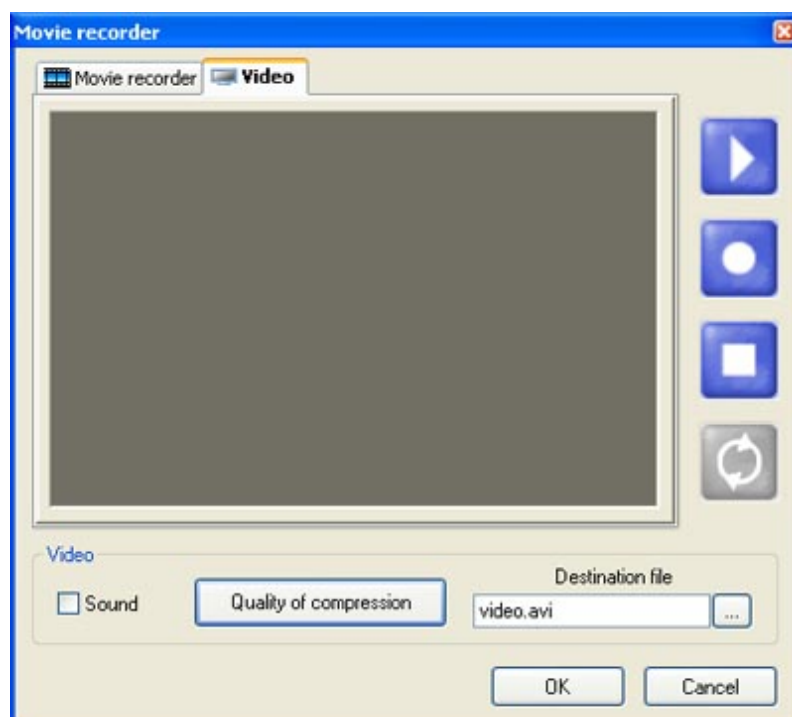 Movie recorder
Movie recorder Video
Video
Sound
Quality of compression
Destination file
video.avi
...
OK
Cancel